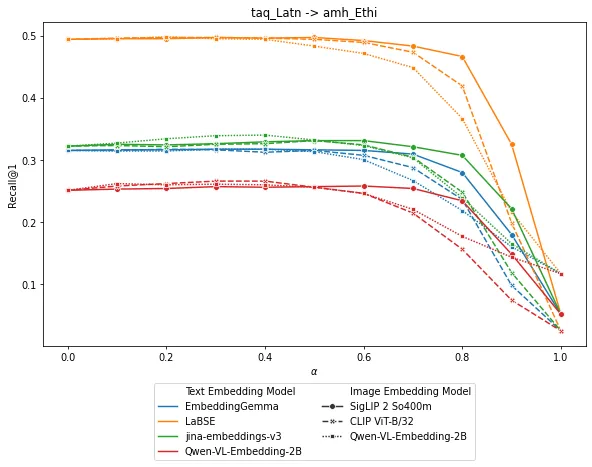 taq_Latn -> amh_Ethi
0.5
0.4
0.3
0.2
0.1
Recall@1
0.0 0.2 0.4 0.6 0.8 1.0
α
Text Embedding Model Image Embedding Model
EmbeddingGemma SigLIP 2 So400m
LaBSE CLIP ViT-B/32
jina-embeddings-v3 Qwen-VL-Embedding-2B
Qwen-VL-Embedding-2B